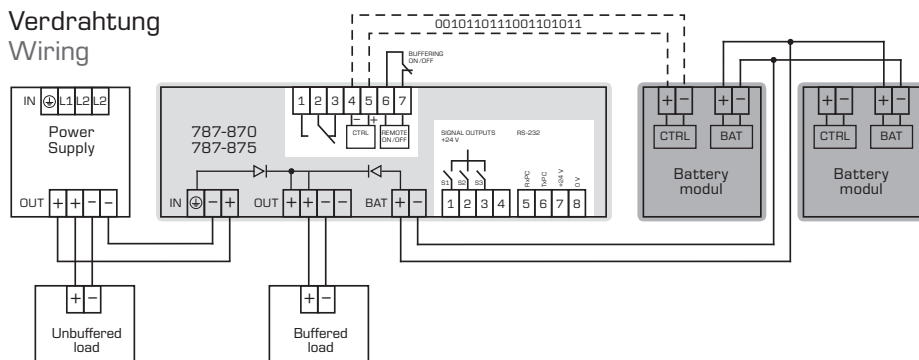 Verdrahtung
Wiring
0010110111001101011
BUFFERING
ON/OFF
IN L1 L2 L2
Power
Supply
OUT + + − −
787-870
787-875
1 2 3 4 5 6 7
− +
CTRL
REMOTE
ON/OFF
SIGNAL OUTPUTS
+24 V
RS-232
S1 S2 S3
RxPC TxPC +24 V 0 V
1 2 3 4 5 6 7 8
IN − +
OUT + + − −
BAT + −
+ − + −
CTRL BAT
Battery
modul
+ − + −
CTRL BAT
Battery
modul
+ −
Unbuffered
load
+ −
Buffered
load